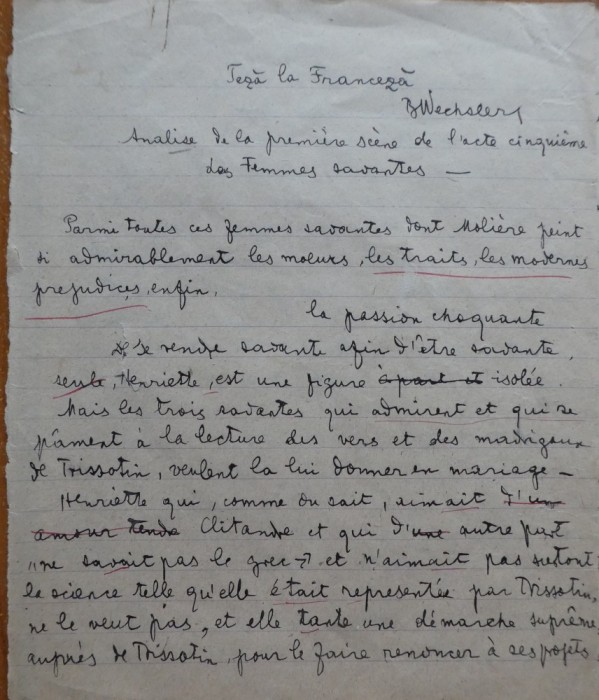 Teză la Franceză
B Wechsler
Analise de la première scène de l'acte cinquième
des Femmes savantes —
Parmi toutes ces femmes savantes dont Molière peint
si admirablement les moeurs, les traits, les modernes
prejudices, enfin,
la passion choquante
de se rendre savante afin d'être savante,
seule, Henriette, est une figure à part et isolée.
Mais les trois savantes qui admirent et qui se
pâment à la lecture des vers et des madrigaux
de Trissotin, veulent la lui donner en mariage —
Henriette qui, comme on sait, aimait d'un
amour tendre Clitandre et qui d'une autre part
"ne savait pas le grec" et n'aimait pas surtout
la science telle qu'elle était representée par Trissotin,
ne le veut pas, et elle tante une démarche suprême,
auprès de Trissotin, pour le faire renoncer à ses projets